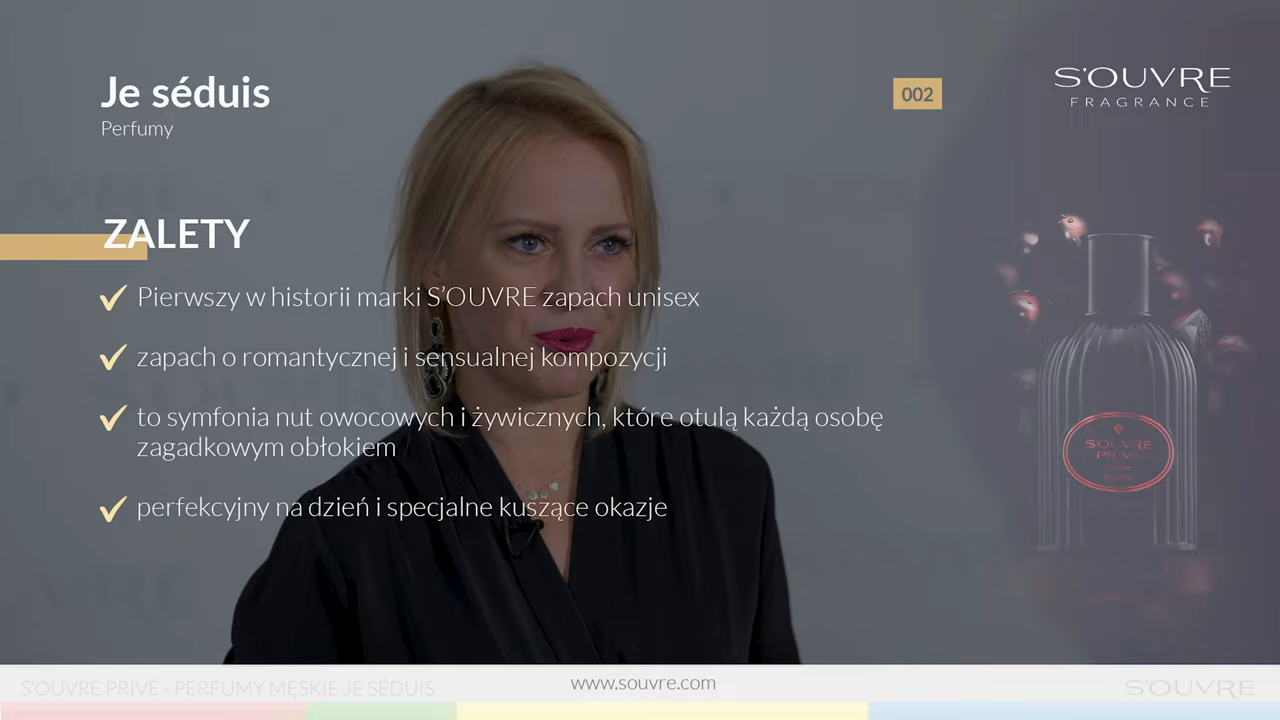 Je séduis
Perfumy
002
S'OUVRE
FRAGRANCE
ZALETY
Pierwszy w historii marki S’OUVRE zapach unisex
zapach o romantycznej i sensualnej kompozycji
to symfonia nut owocowych i żywicznych, które otulą każdą osobę
zagadkowym obłokiem
perfekcyjny na dzień i specjalne kuszące okazje
S'OUVRE
PRIVÉ
S'OUVRE PRIVÉ - PERFUMY MĘSKIE JE SÉDUIS
www.souvre.com
S'OUVRE